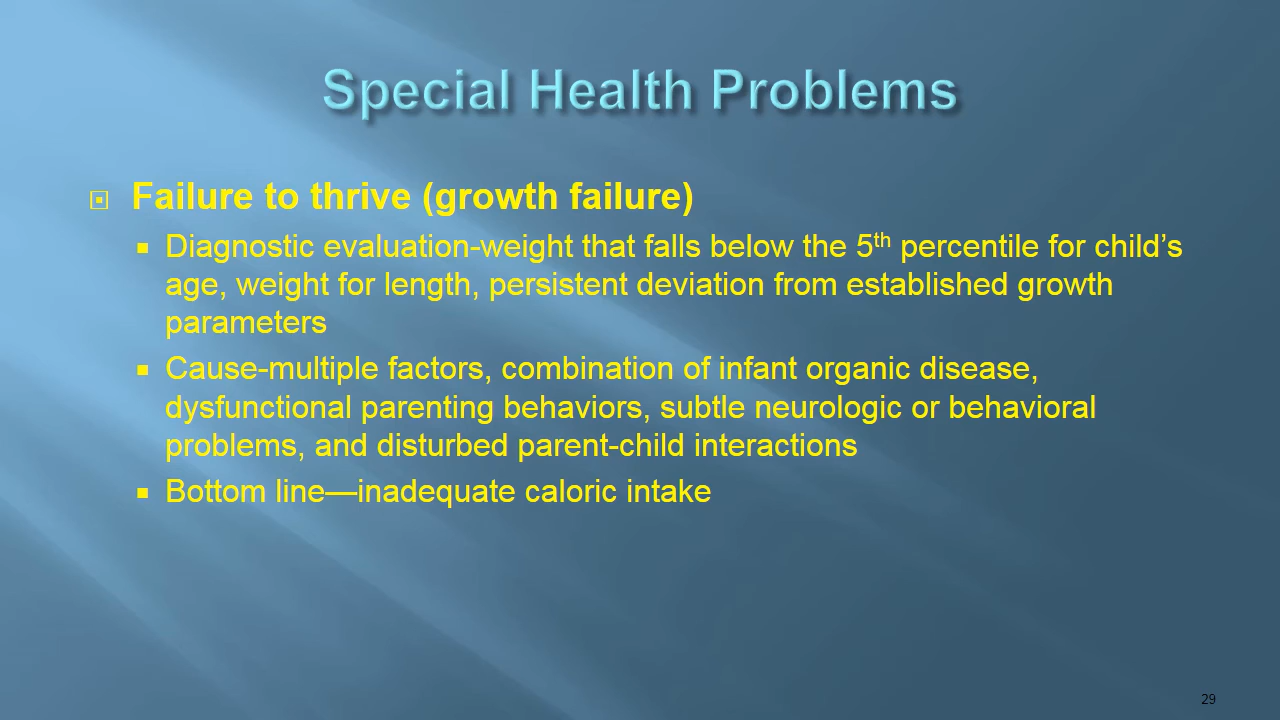 Special Health Problems
Failure to thrive (growth failure)
Diagnostic evaluation-weight that falls below the 5th percentile for child’s
age, weight for length, persistent deviation from established growth
parameters
Cause-multiple factors, combination of infant organic disease,
dysfunctional parenting behaviors, subtle neurologic or behavioral
problems, and disturbed parent-child interactions
Bottom line—inadequate caloric intake
29